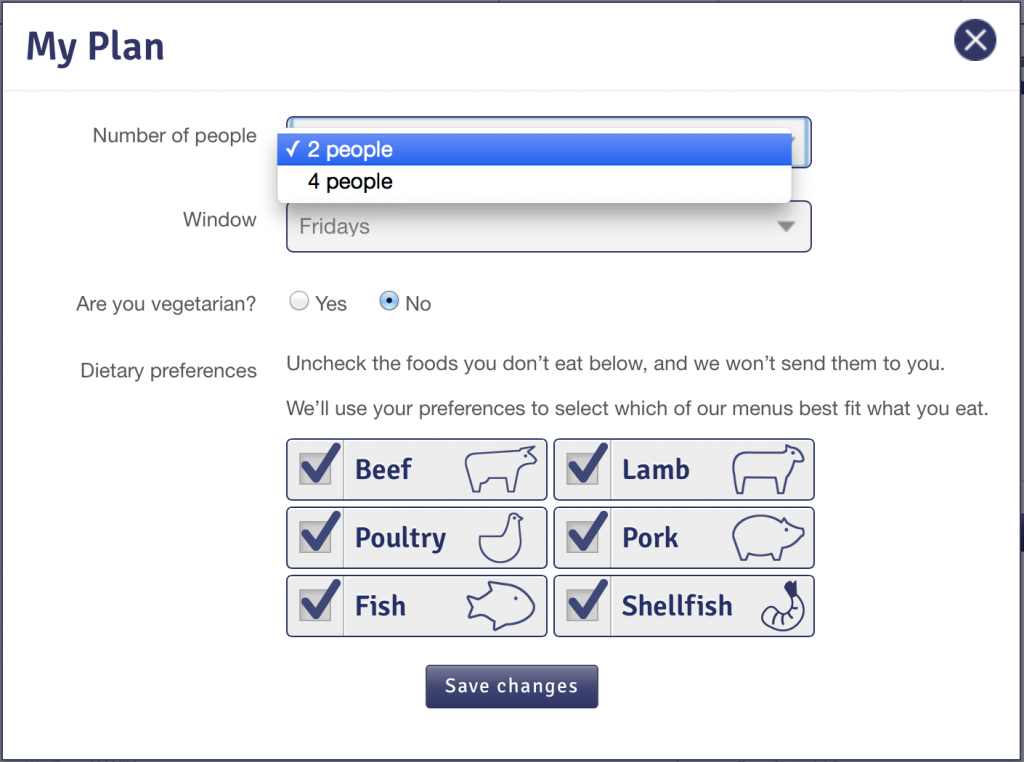 My Plan
Number of people
✓ 2 people
4 people
Window
Fridays
Are you vegetarian?
Yes
No
Dietary preferences
Uncheck the foods you don’t eat below, and we won’t send them to you.
We’ll use your preferences to select which of our menus best fit what you eat.
Beef
Lamb
Poultry
Pork
Fish
Shellfish
Save changes